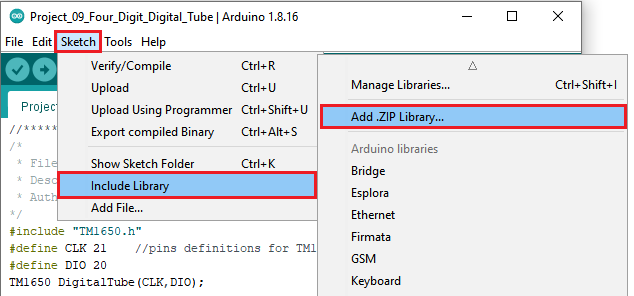 Project_09_Four_Digit_Digital_Tube | Arduino 1.8.16
File Edit Sketch Tools Help
Verify/Compile Ctrl+R
Upload Ctrl+U
Upload Using Programmer Ctrl+Shift+U
Export compiled Binary Ctrl+Alt+S
Show Sketch Folder Ctrl+K
Include Library
Add File...
Manage Libraries... Ctrl+Shift+I
Add .ZIP Library...
Arduino libraries
Bridge
Esplora
Ethernet
Firmata
GSM
Keyboard
Project
//*****
/*
* File
* Desc
* Auth
*/
#include "TM1650.h"
#define CLK 21 //pins definitions for TM1
#define DIO 20
TM1650 DigitalTube(CLK,DIO);